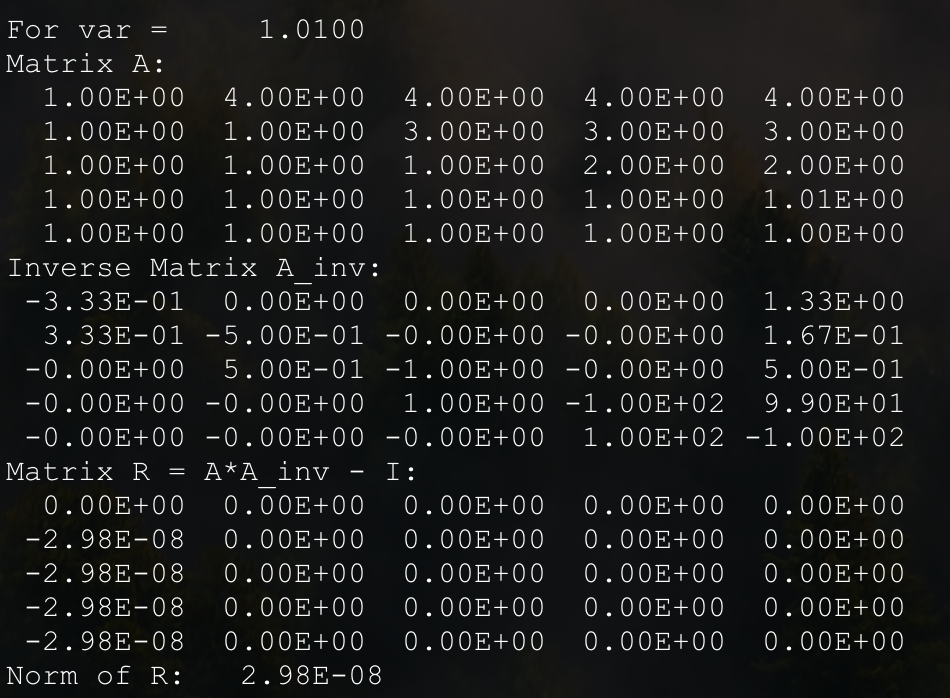 For var =     1.0100
Matrix A:
  1.00E+00  4.00E+00  4.00E+00  4.00E+00  4.00E+00
  1.00E+00  1.00E+00  3.00E+00  3.00E+00  3.00E+00
  1.00E+00  1.00E+00  1.00E+00  2.00E+00  2.00E+00
  1.00E+00  1.00E+00  1.00E+00  1.00E+00  1.01E+00
  1.00E+00  1.00E+00  1.00E+00  1.00E+00  1.00E+00
Inverse Matrix A_inv:
 -3.33E-01  0.00E+00  0.00E+00  0.00E+00  1.33E+00
  3.33E-01 -5.00E-01 -0.00E+00 -0.00E+00  1.67E-01
 -0.00E+00  5.00E-01 -1.00E+00 -0.00E+00  5.00E-01
 -0.00E+00 -0.00E+00  1.00E+00 -1.00E+02  9.90E+01
 -0.00E+00 -0.00E+00 -0.00E+00  1.00E+02 -1.00E+02
Matrix R = A*A_inv - I:
  0.00E+00  0.00E+00  0.00E+00  0.00E+00  0.00E+00
 -2.98E-08  0.00E+00  0.00E+00  0.00E+00  0.00E+00
 -2.98E-08  0.00E+00  0.00E+00  0.00E+00  0.00E+00
 -2.98E-08  0.00E+00  0.00E+00  0.00E+00  0.00E+00
 -2.98E-08  0.00E+00  0.00E+00  0.00E+00  0.00E+00
Norm of R:   2.98E-08